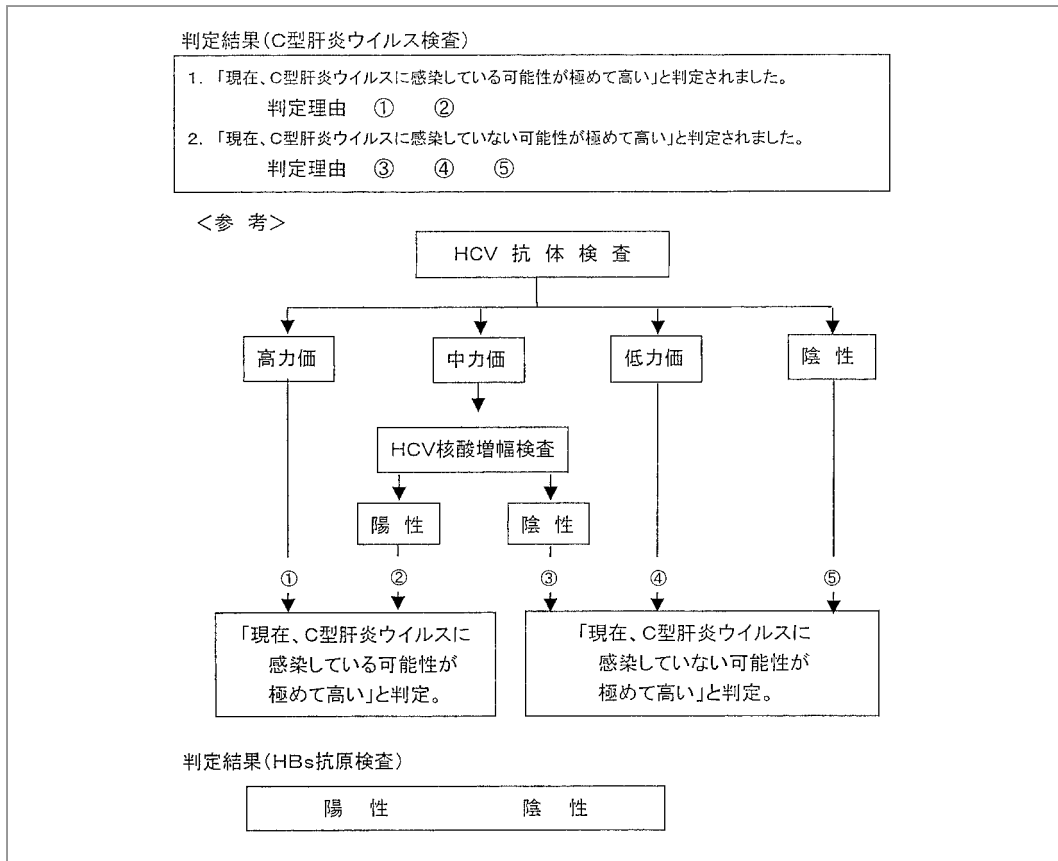 判定結果(C型肝炎ウイルス検査)
1. 「現在、C型肝炎ウイルスに感染している可能性が極めて高い」と判定されました。
判定理由 ① ②
2. 「現在、C型肝炎ウイルスに感染していない可能性が極めて高い」と判定されました。
判定理由 ③ ④ ⑤
<参 考>
HCV 抗 体 検 査
高力価 中力価 低力価 陰 性
HCV核酸増幅検査
陽 性 陰 性
① ② ③ ④ ⑤
「現在、C型肝炎ウイルスに
感染している可能性が
極めて高い」と判定。
「現在、C型肝炎ウイルスに
感染していない可能性が
極めて高い」と判定。
判定結果(HBs抗原検査)
陽 性 陰 性